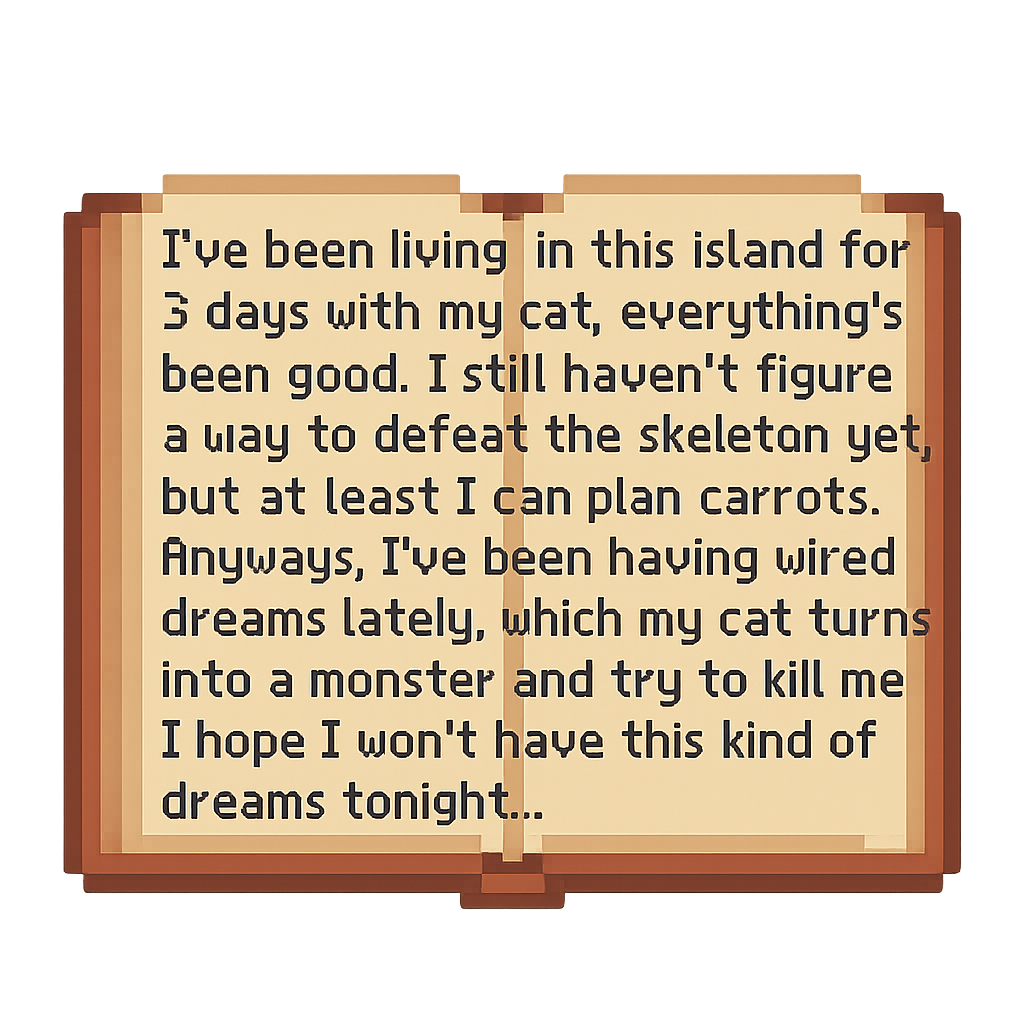 I've been living in this island for
3 days with my cat, everything's
been good. I still haven't figure
a way to defeat the skeleton yet,
but at least I can plan carrots.
Anyways, I've been having wired
dreams lately, which my cat turns
into a monster and try to kill me
I hope I won't have this kind of
dreams tonight...